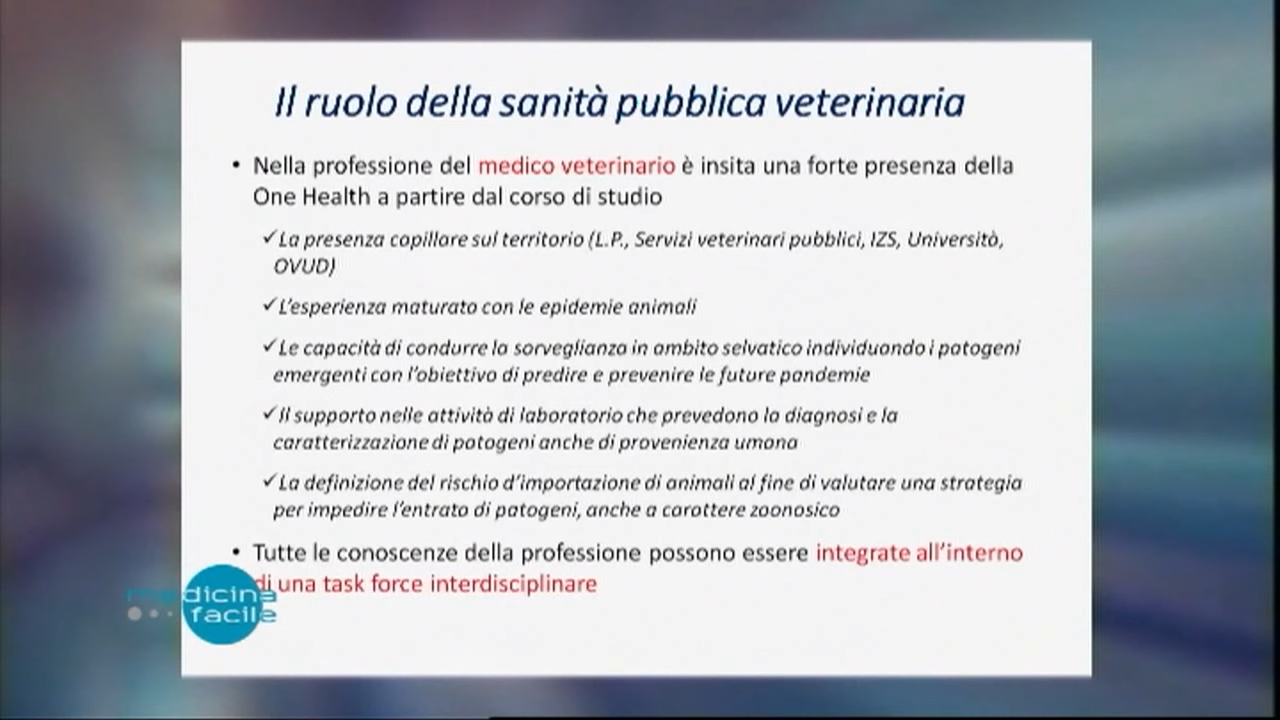 Il ruolo della sanità pubblica veterinaria
• Nella professione del medico veterinario è insita una forte presenza della
One Health a partire dal corso di studio
✓La presenza capillare sul territorio (L.P., Servizi veterinari pubblici, IZS, Università,
OVUD)
✓L'esperienza maturata con le epidemie animali
✓Le capacità di condurre la sorveglianza in ambito selvatico individuando i patogeni
emergenti con l'obiettivo di predire e prevenire le future pandemie
✓Il supporto nelle attività di laboratorio che prevedono la diagnosi e la
caratterizzazione di patogeni anche di provenienza umana
✓La definizione del rischio d'importazione di animali al fine di valutare una strategia
per impedire l'entrata di patogeni, anche a carattere zoonosico
• Tutte le conoscenze della professione possono essere integrate all'interno
di una task force interdisciplinare
medicina
facile